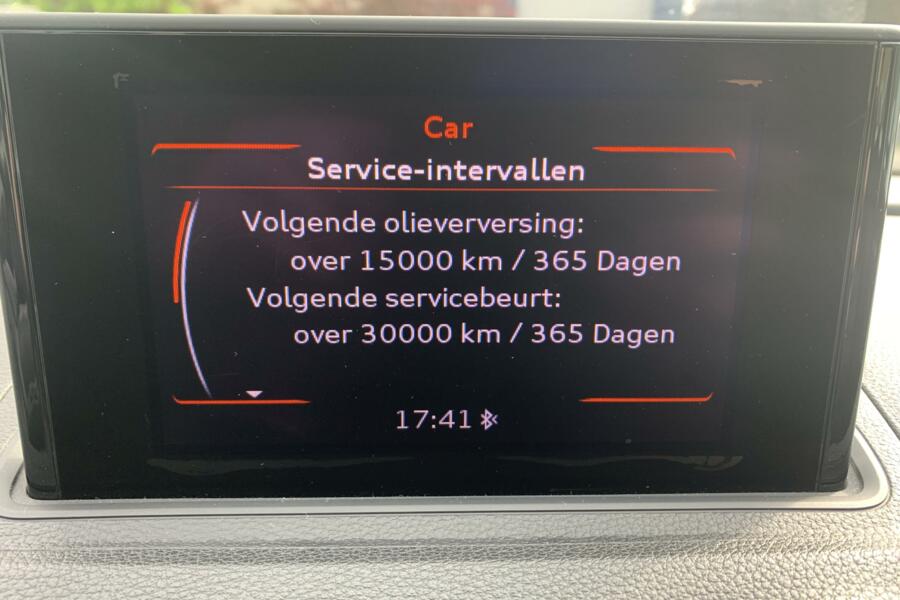 Car
Service-intervallen
Volgende olieverversing:
over 15000 km / 365 Dagen
Volgende servicebeurt:
over 30000 km / 365 Dagen
17:41